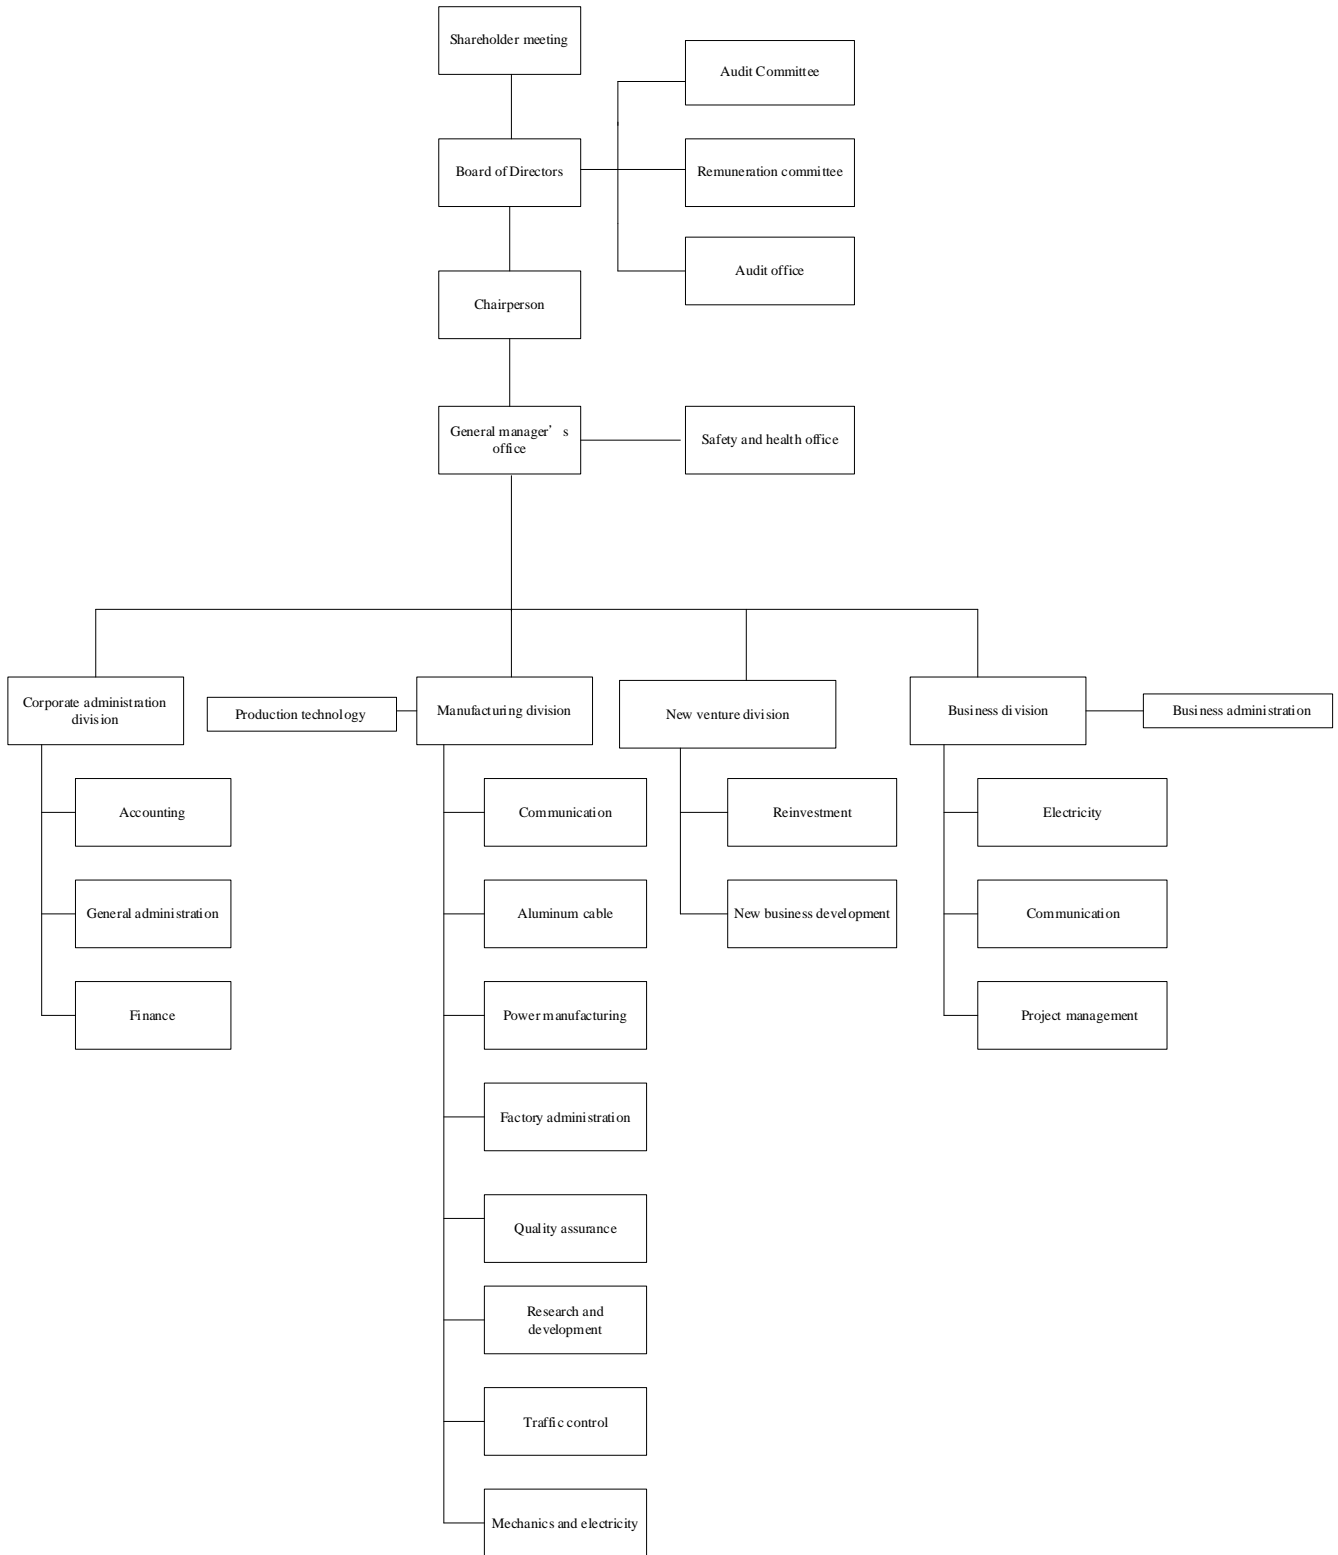 Shareholder meeting
Audit Committee
Board of Directors
Remuneration committee
Audit office
Chairperson
General manager’s
office
Safety and health office
Corporate administration
division
Production technology
Manufacturing division
New venture division
Business division
Business administration
Accounting
Communication
Reinvestment
Electricity
General administration
Aluminum cable
New business development
Communication
Finance
Power manufacturing
Project management
Factory administration
Quality assurance
Research and
development
Traffic control
Mechanics and electricity